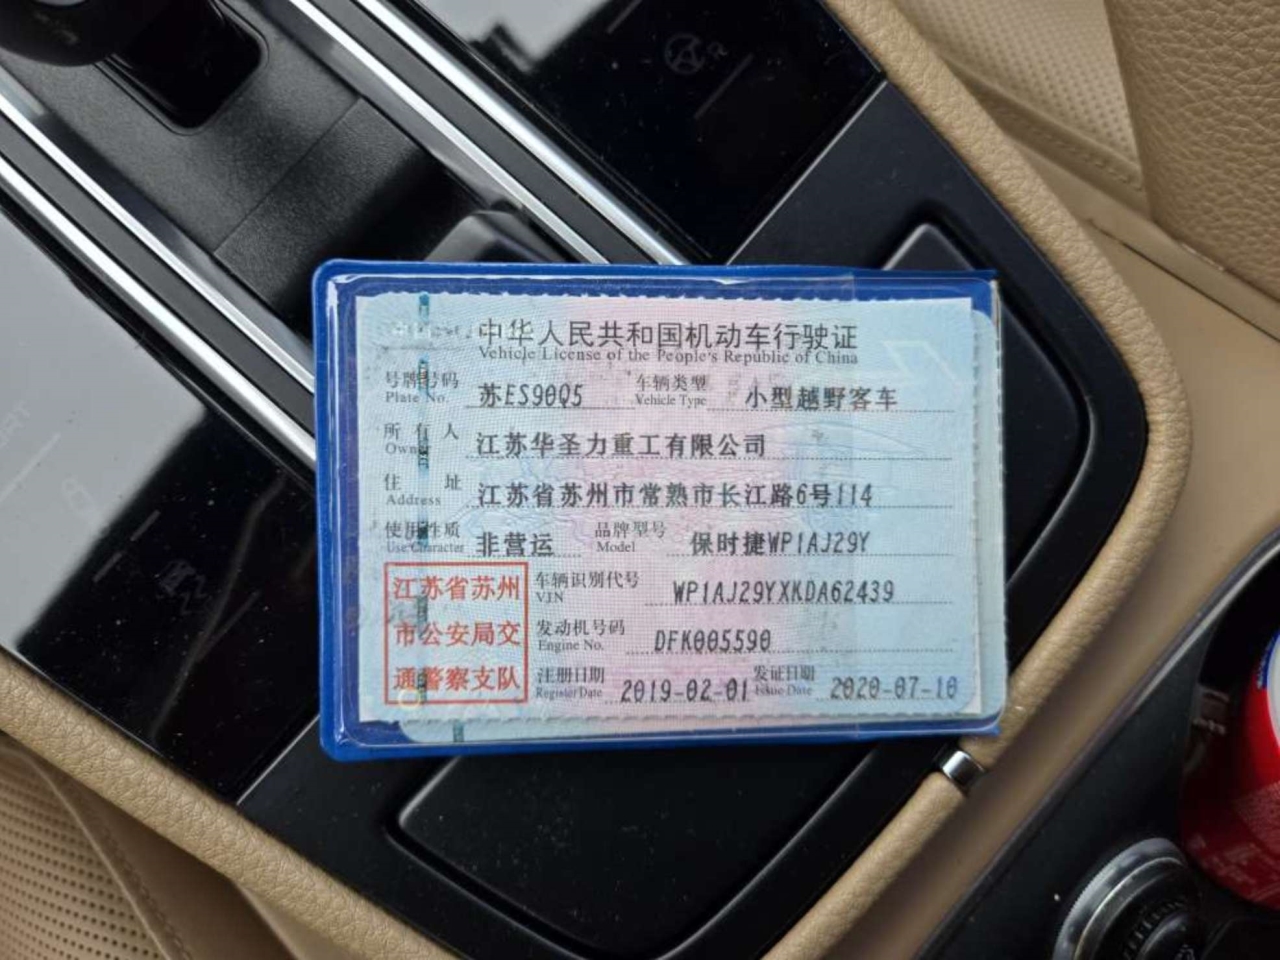 中华人民共和国机动车行驶证
Vehicle License of the People's Republic of China
号牌号码 苏ES90Q5 车辆类型 小型越野客车
Plate No. Vehicle Type
所有人 江苏华圣力重工有限公司
Owner
住址 江苏省苏州市常熟市长江路6号114
Address
使用性质 非营运 品牌型号 保时捷WP1AJ29Y
Use Character Model
江苏省苏州
市公安局交
通警察支队
车辆识别代号 WP1AJ29YXKDA62439
VIN
发动机号码 DFK005590
Engine No.
注册日期 2019-02-01 发证日期 2020-07-10
Register Date Issue Date